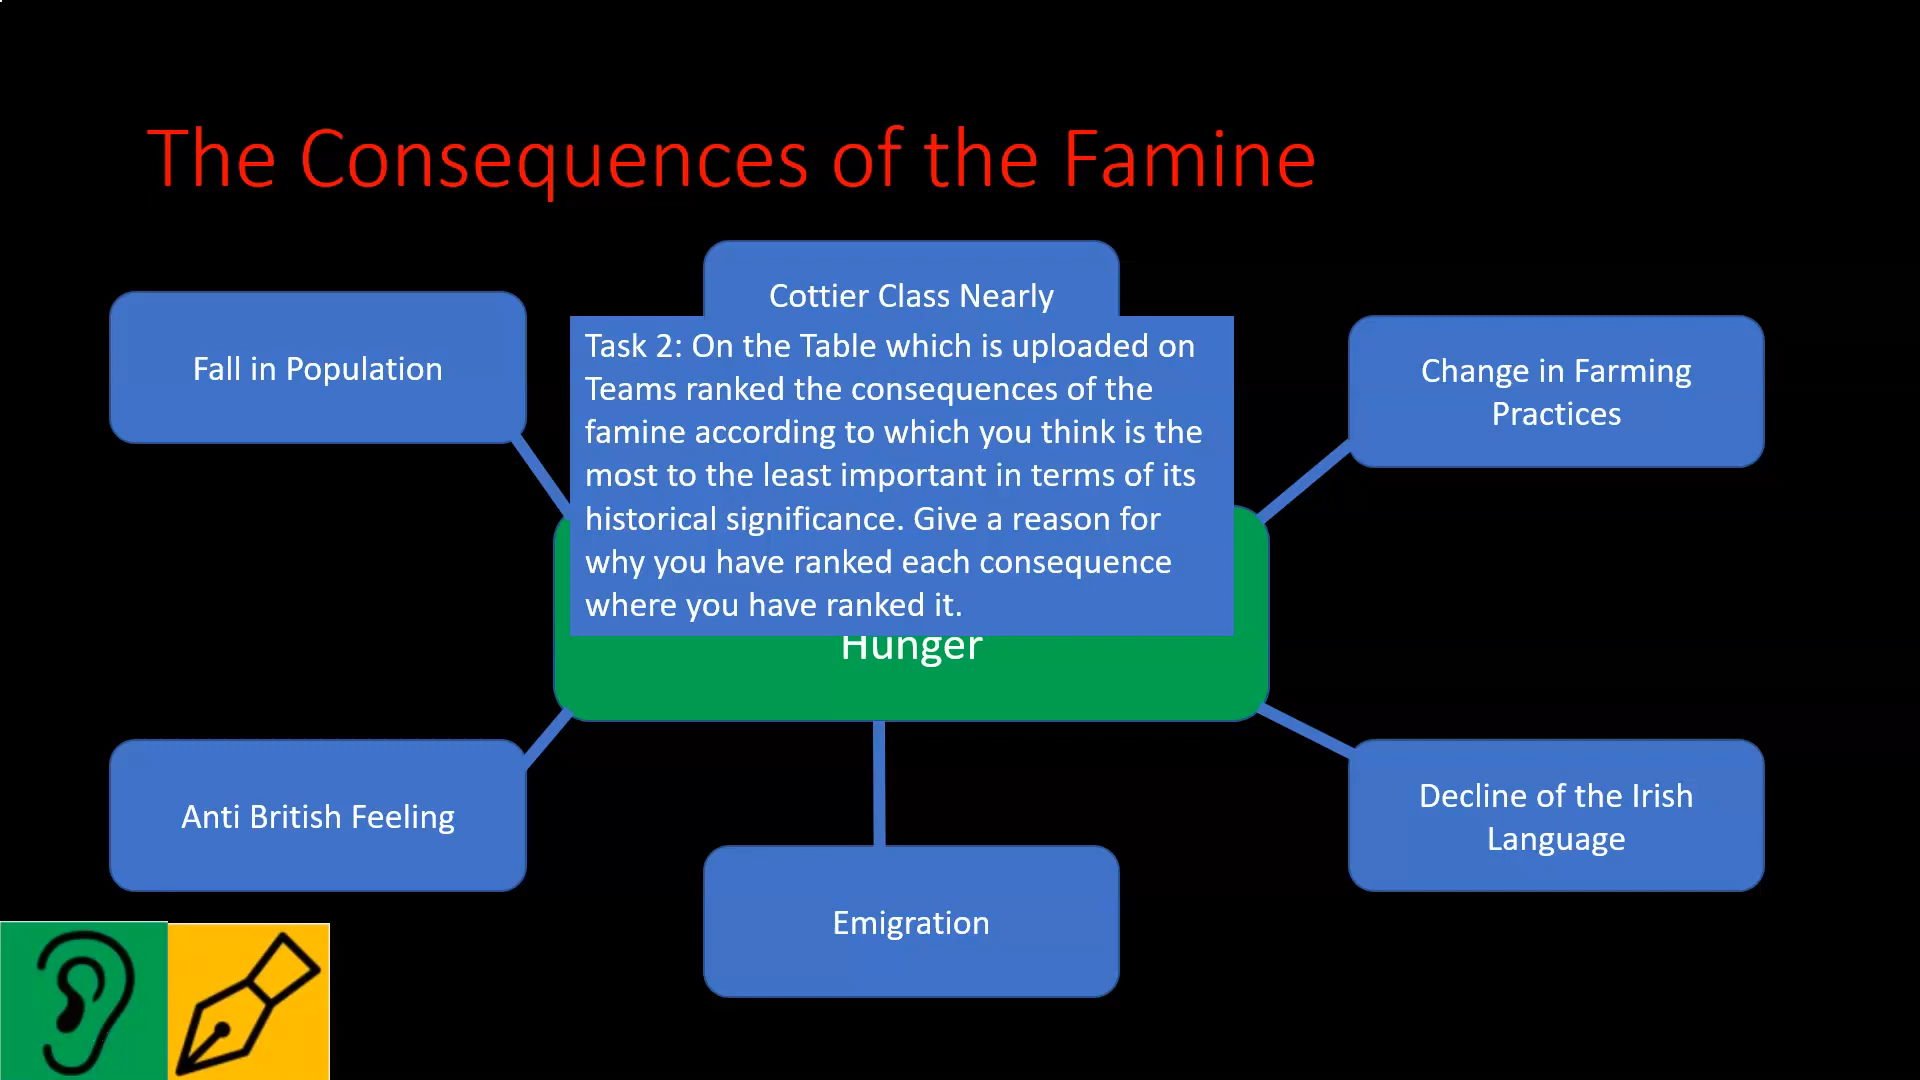 The Consequences of the Famine
Cottier Class Nearly
Fall in Population
Task 2: On the Table which is uploaded on
Teams ranked the consequences of the
famine according to which you think is the
most to the least important in terms of its
historical significance. Give a reason for
why you have ranked each consequence
where you have ranked it.
Change in Farming
Practices
Hunger
Anti British Feeling
Emigration
Decline of the Irish
Language